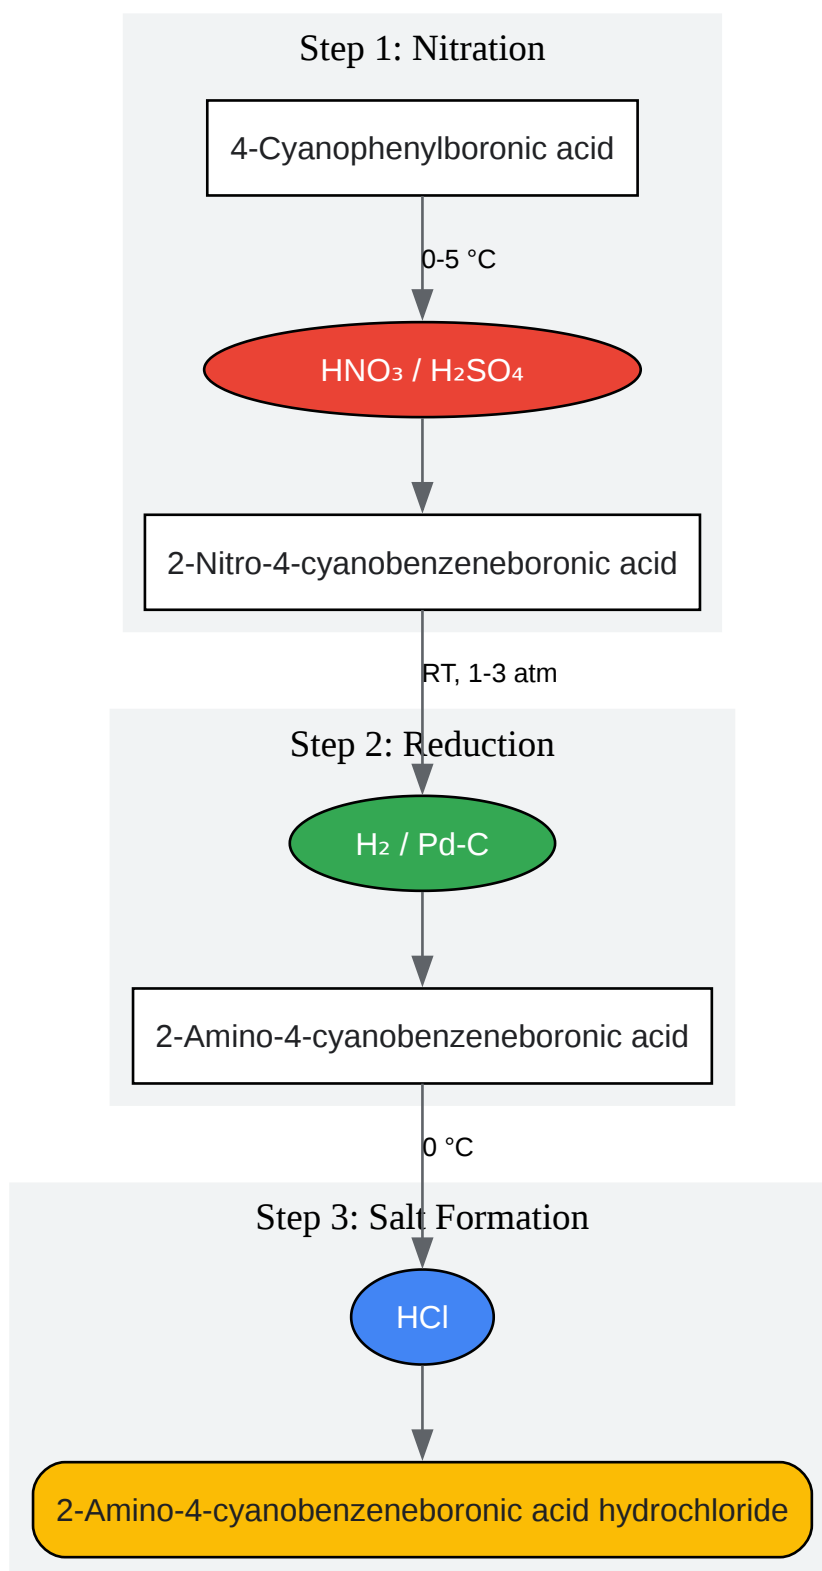 Step 1: Nitration
4-Cyanophenylboronic acid
0-5 °C
HNO₃ / H₂SO₄
2-Nitro-4-cyanobenzeneboronic acid
RT, 1-3 atm
Step 2: Reduction
H₂ / Pd-C
2-Amino-4-cyanobenzeneboronic acid
0 °C
Step 3: Salt Formation
HCl
2-Amino-4-cyanobenzeneboronic acid hydrochloride